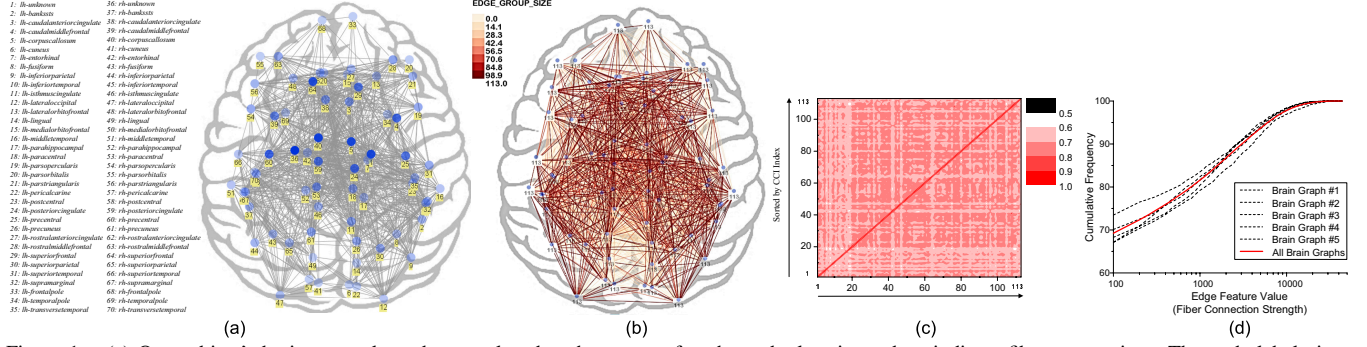 1: lh-unknown
2: lh-bankssts
3: lh-caudalanteriorcingulate
4: lh-caudalmiddlefrontal
5: lh-corpuscallosum
6: lh-cuneus
7: lh-entorhinal
8: lh-fusiform
9: lh-inferiorparietal
10: lh-inferiortemporal
11: lh-isthmuscingulate
12: lh-lateraloccipital
13: lh-lateralorbitofrontal
14: lh-lingual
15: lh-medialorbitofrontal
16: lh-middletemporal
17: lh-parahippocampal
18: lh-paracentral
19: lh-parsopercularis
20: lh-parsorbitalis
21: lh-parstriangularis
22: lh-pericalcarine
23: lh-postcentral
24: lh-posteriorcingulate
25: lh-precentral
26: lh-precuneus
27: lh-rostralanteriorcingulate
28: lh-rostralmiddlefrontal
29: lh-superiorfrontal
30: lh-superiorparietal
31: lh-superiortemporal
32: lh-supramarginal
33: lh-frontalpole
34: lh-temporalpole
35: lh-transversetemporal
36: rh-unknown
37: rh-bankssts
38: rh-caudalanteriorcingulate
39: rh-caudalmiddlefrontal
40: rh-corpuscallosum
41: rh-cuneus
42: rh-entorhinal
43: rh-fusiform
44: rh-inferiorparietal
45: rh-inferiortemporal
46: rh-isthmuscingulate
47: rh-lateraloccipital
48: rh-lateralorbitofrontal
49: rh-lingual
50: rh-medialorbitofrontal
51: rh-middletemporal
52: rh-parahippocampal
53: rh-paracentral
54: rh-parsopercularis
55: rh-parsorbitalis
56: rh-parstriangularis
57: rh-pericalcarine
58: rh-postcentral
59: rh-posteriorcingulate
60: rh-precentral
61: rh-precuneus
62: rh-rostralanteriorcingulate
63: rh-rostralmiddlefrontal
64: rh-superiorfrontal
65: rh-superiorparietal
66: rh-superiortemporal
67: rh-supramarginal
68: rh-frontalpole
69: rh-temporalpole
70: rh-transversetemporal
(a)
EDGE_GROUP_SIZE
0.0
14.1
28.3
42.4
56.5
70.6
84.8
98.9
113.0
(b)
Sorted by CCI Index
113
100
80
60
40
20
1
1 20 40 60 80 100 113
0.5
0.6
0.7
0.8
0.9
1.0
(c)
Cumulative Frequency
100
90
80
70
60
100 1000 10000
Edge Feature Value
(Fiber Connection Strength)
Brain Graph #1
Brain Graph #2
Brain Graph #3
Brain Graph #4
Brain Graph #5
All Brain Graphs
(d)